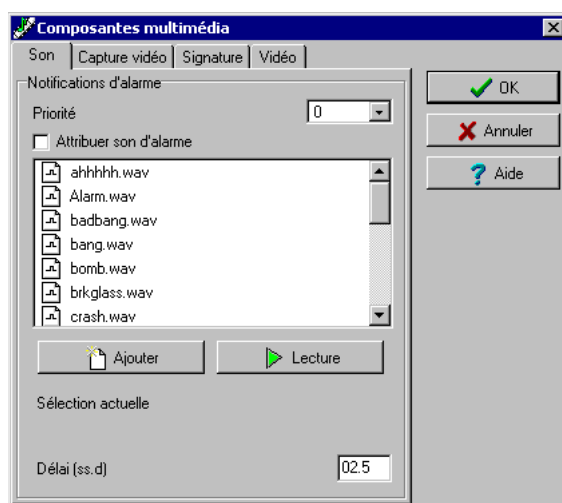 Composantes multimédia
Son Capture vidéo Signature Vidéo
Notifications d'alarme
Priorité 0
Attribuer son d'alarme
ahhhhh.wav
Alarm.wav
badbang.wav
bang.wav
bomb.wav
brkglass.wav
crash.wav
Ajouter Lecture
Sélection actuelle
Délai (ss.d) 02.5
OK
Annuler
Aide